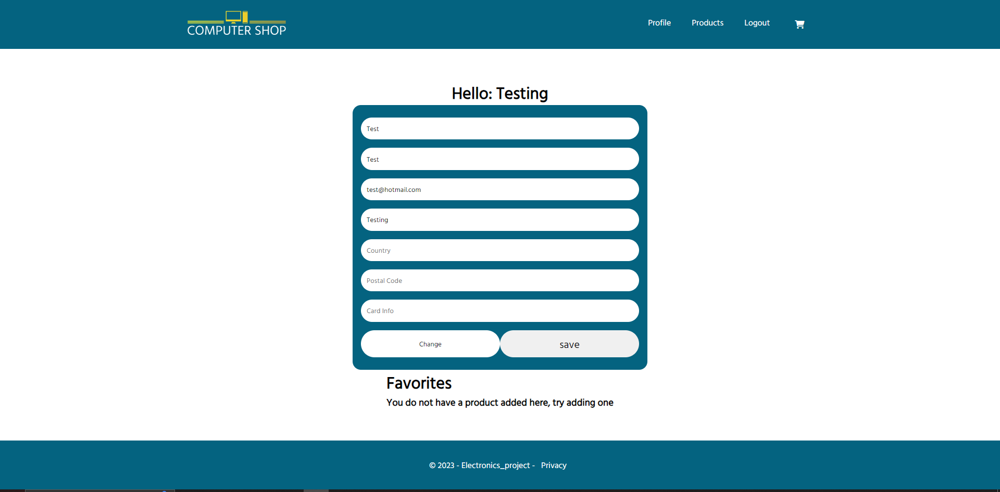 COMPUTER SHOP
Profile Products Logout
Hello: Testing
Test
Test
test@hotmail.com
Testing
Country
Postal Code
Card Info
Change save
Favorites
You do not have a product added here, try adding one
© 2023 - Electronics_project - Privacy